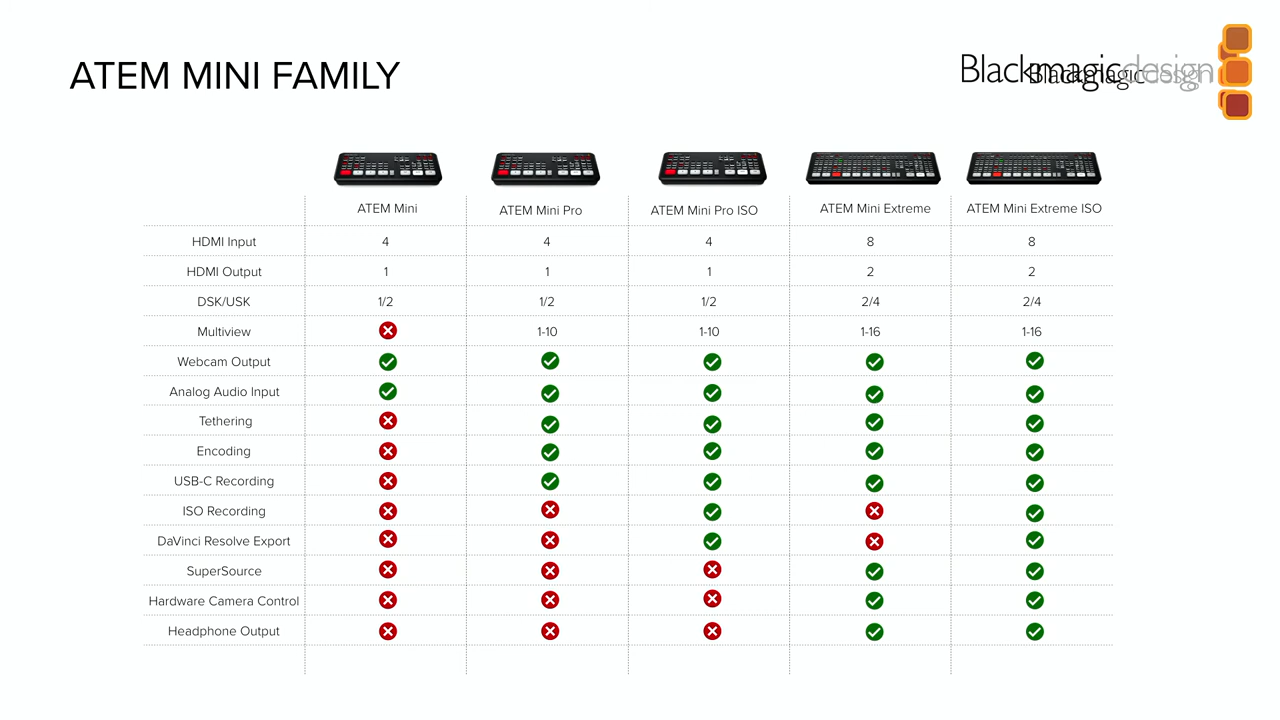 ATEM MINI FAMILY
Blackmagicdesign
Blackmagicdesign
ATEM Mini ATEM Mini Pro ATEM Mini Pro ISO ATEM Mini Extreme ATEM Mini Extreme ISO
HDMI Input 4 4 4 8 8
HDMI Output 1 1 1 2 2
DSK/USK 1/2 1/2 1/2 2/4 2/4
Multiview 1-10 1-10 1-16 1-16
Webcam Output
Analog Audio Input
Tethering
Encoding
USB-C Recording
ISO Recording
DaVinci Resolve Export
SuperSource
Hardware Camera Control
Headphone Output